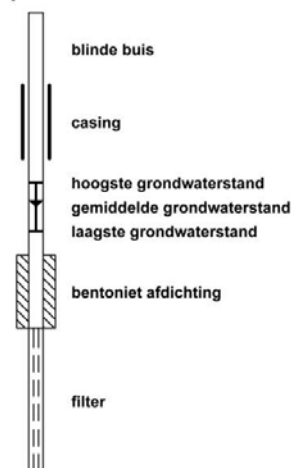 blinde buis
casing
hoogste grondwaterstand
gemiddelde grondwaterstand
laagste grondwaterstand
bentoniet afdichting
filter